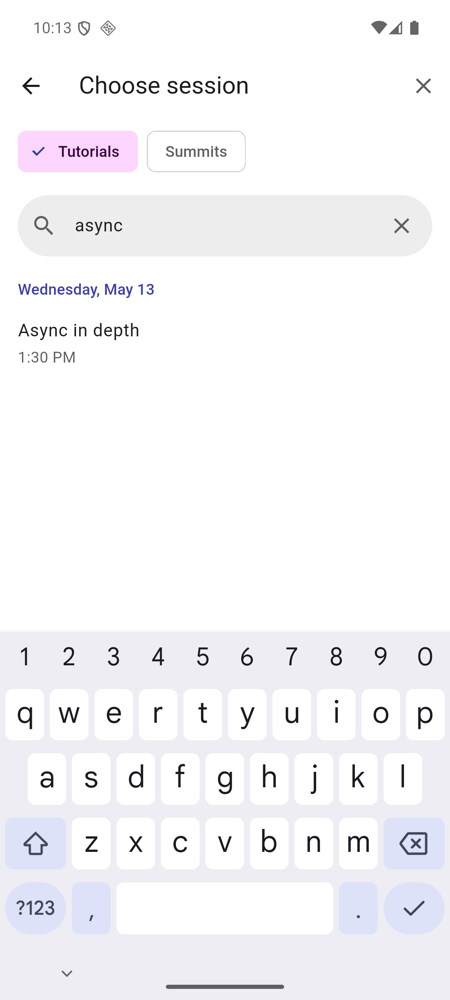 10:13
Choose session
Tutorials
Summits
async
Wednesday, May 13
Async in depth
1:30 PM
1 2 3 4 5 6 7 8 9 0
q w e r t y u i o p
a s d f g h j k l
z x c v b n m
?123 , .